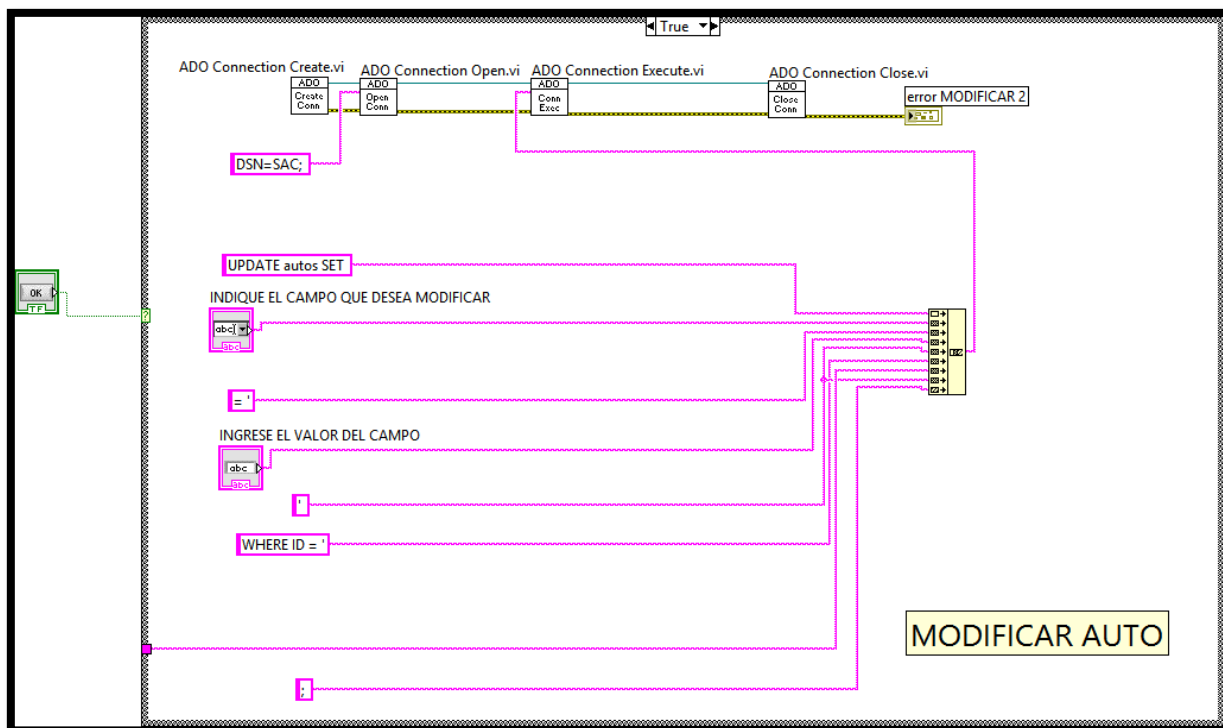 True
ADO Connection Create.vi
ADO Connection Open.vi
ADO Connection Execute.vi
ADO Connection Close.vi
ADO
Create
Conn
ADO
Open
Conn
ADO
Conn
Exec
ADO
Close
Conn
error MODIFICAR 2
DSN=SAC;
UPDATE autos SET
OK
TF
INDIQUE EL CAMPO QUE DESEA MODIFICAR
?
abc
abc
= '
INGRESE EL VALOR DEL CAMPO
abc
abc
'
WHERE ID = '
MODIFICAR AUTO
;